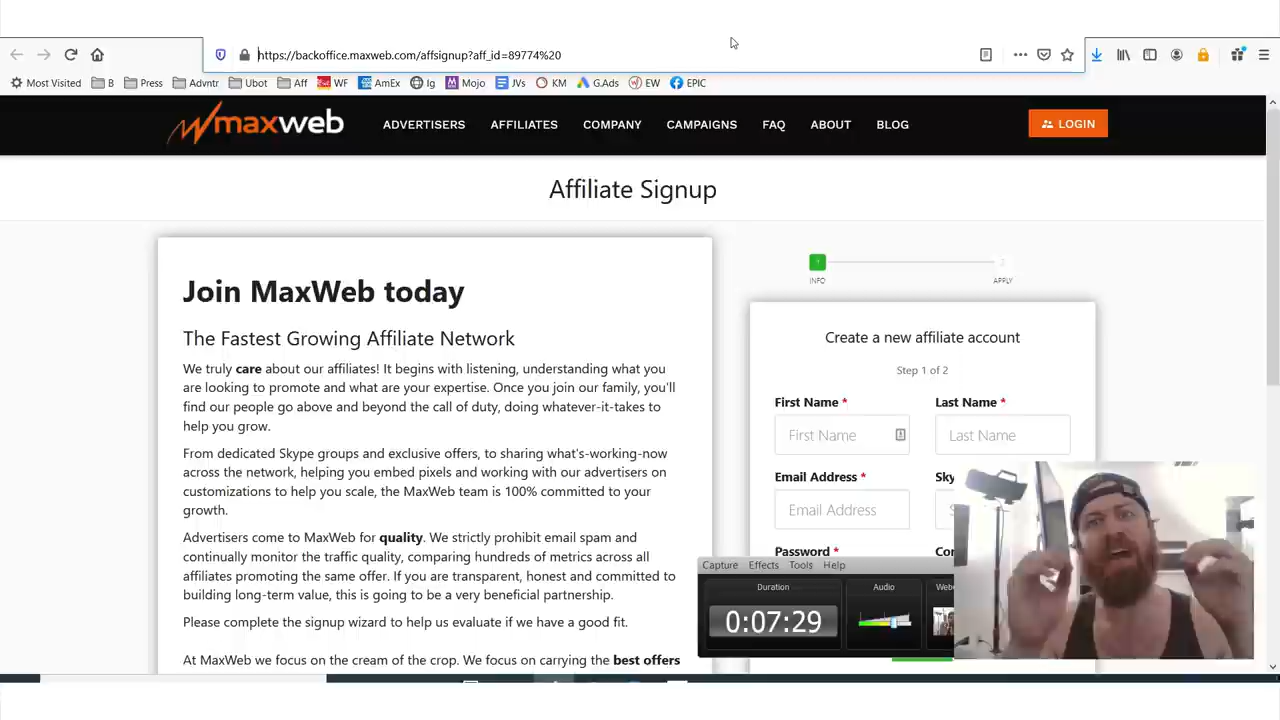 https://backoffice.maxweb.com/affsignup?aff_id=89774%20
Most Visited B Press Advntr Ubot Aff WF AmEx Ig Mojo JVs KM G.Ads EW EPIC
maxweb ADVERTISERS AFFILIATES COMPANY CAMPAIGNS FAQ ABOUT BLOG LOGIN
Affiliate Signup
Join MaxWeb today
The Fastest Growing Affiliate Network
We truly care about our affiliates! It begins with listening, understanding what you
are looking to promote and what are your expertise. Once you join our family, you'll
find our people go above and beyond the call of duty, doing whatever-it-takes to
help you grow.
From dedicated Skype groups and exclusive offers, to sharing what's-working-now
across the network, helping you embed pixels and working with our advertisers on
customizations to help you scale, the MaxWeb team is 100% committed to your
growth.
Advertisers come to MaxWeb for quality. We strictly prohibit email spam and
continually monitor the traffic quality, comparing hundreds of metrics across all
affiliates promoting the same offer. If you are transparent, honest and committed to
building long-term value, this is going to be a very beneficial partnership.
Please complete the signup wizard to help us evaluate if we have a good fit.
At MaxWeb we focus on the cream of the crop. We focus on carrying the best offers
INFO APPLY
Create a new affiliate account
Step 1 of 2
First Name * Last Name *
First Name Last Name
Email Address * Sky
Email Address
Password * Con
Capture Effects Tools Help
Duration Audio Web
0:07:29